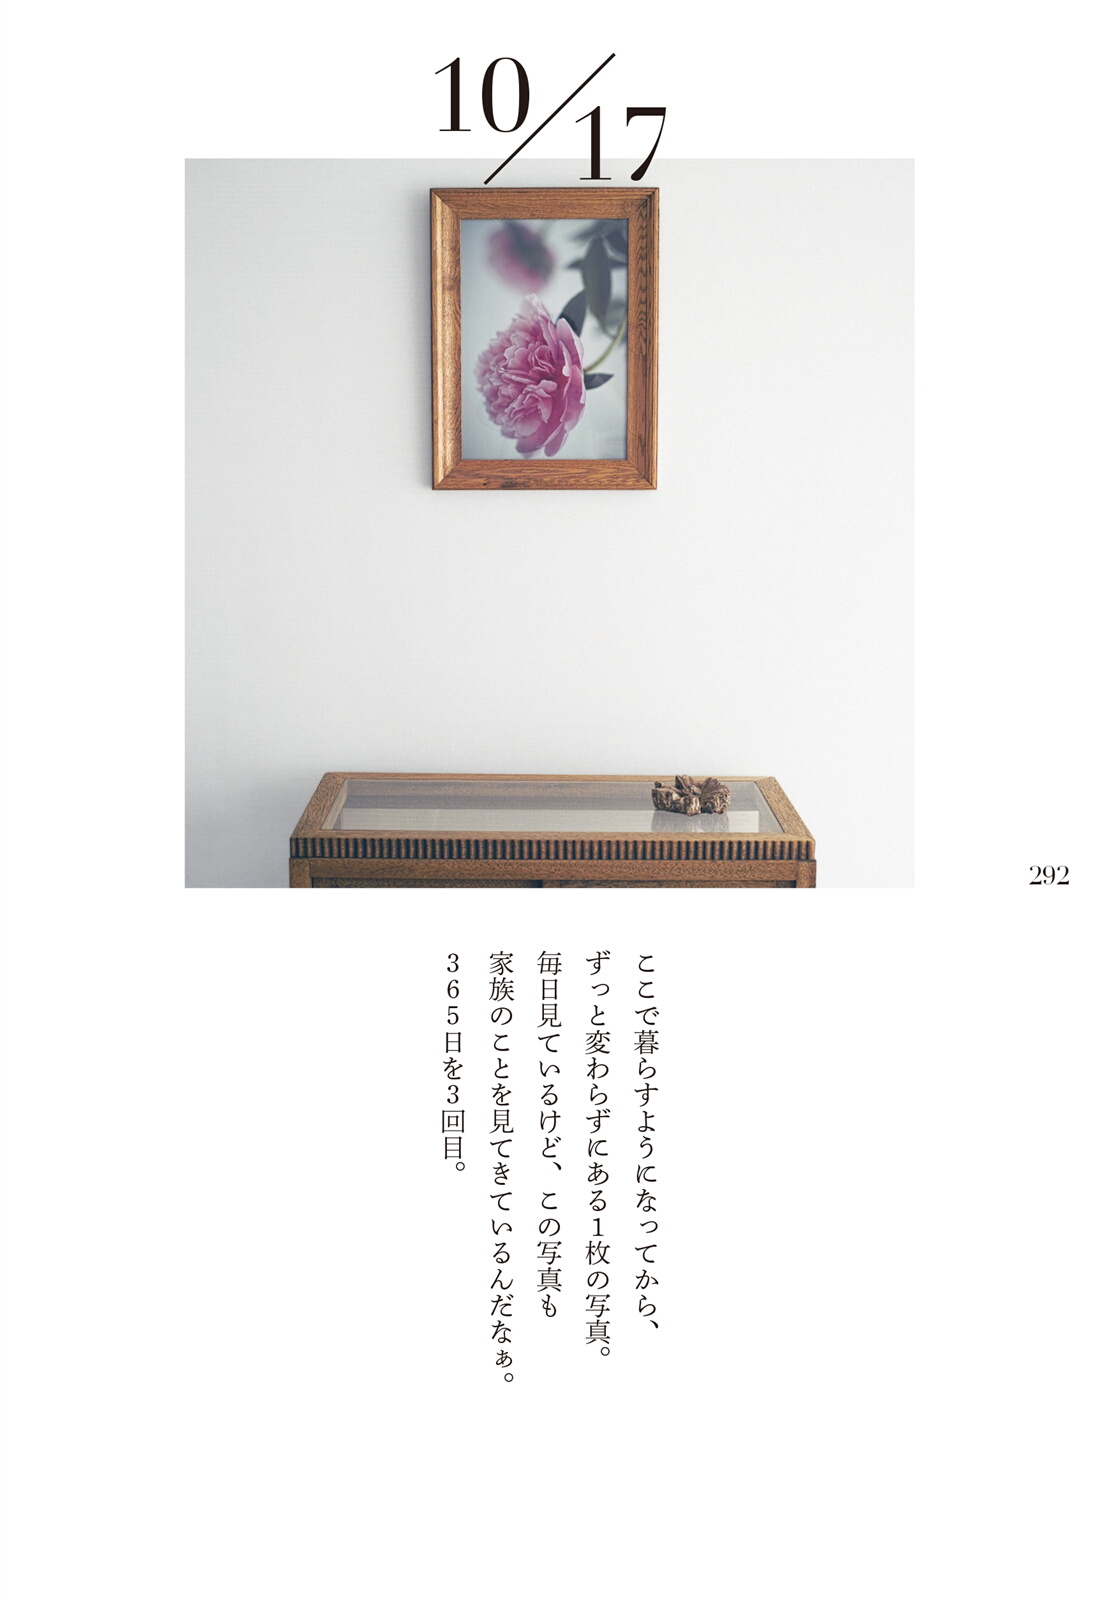 10/17
ここで暮らすようになってから、
ずっと変わらずにある1枚の写真。
毎日見ているけど、この写真も
家族のことを見てきているんだなぁ。
365日を3回目。
292